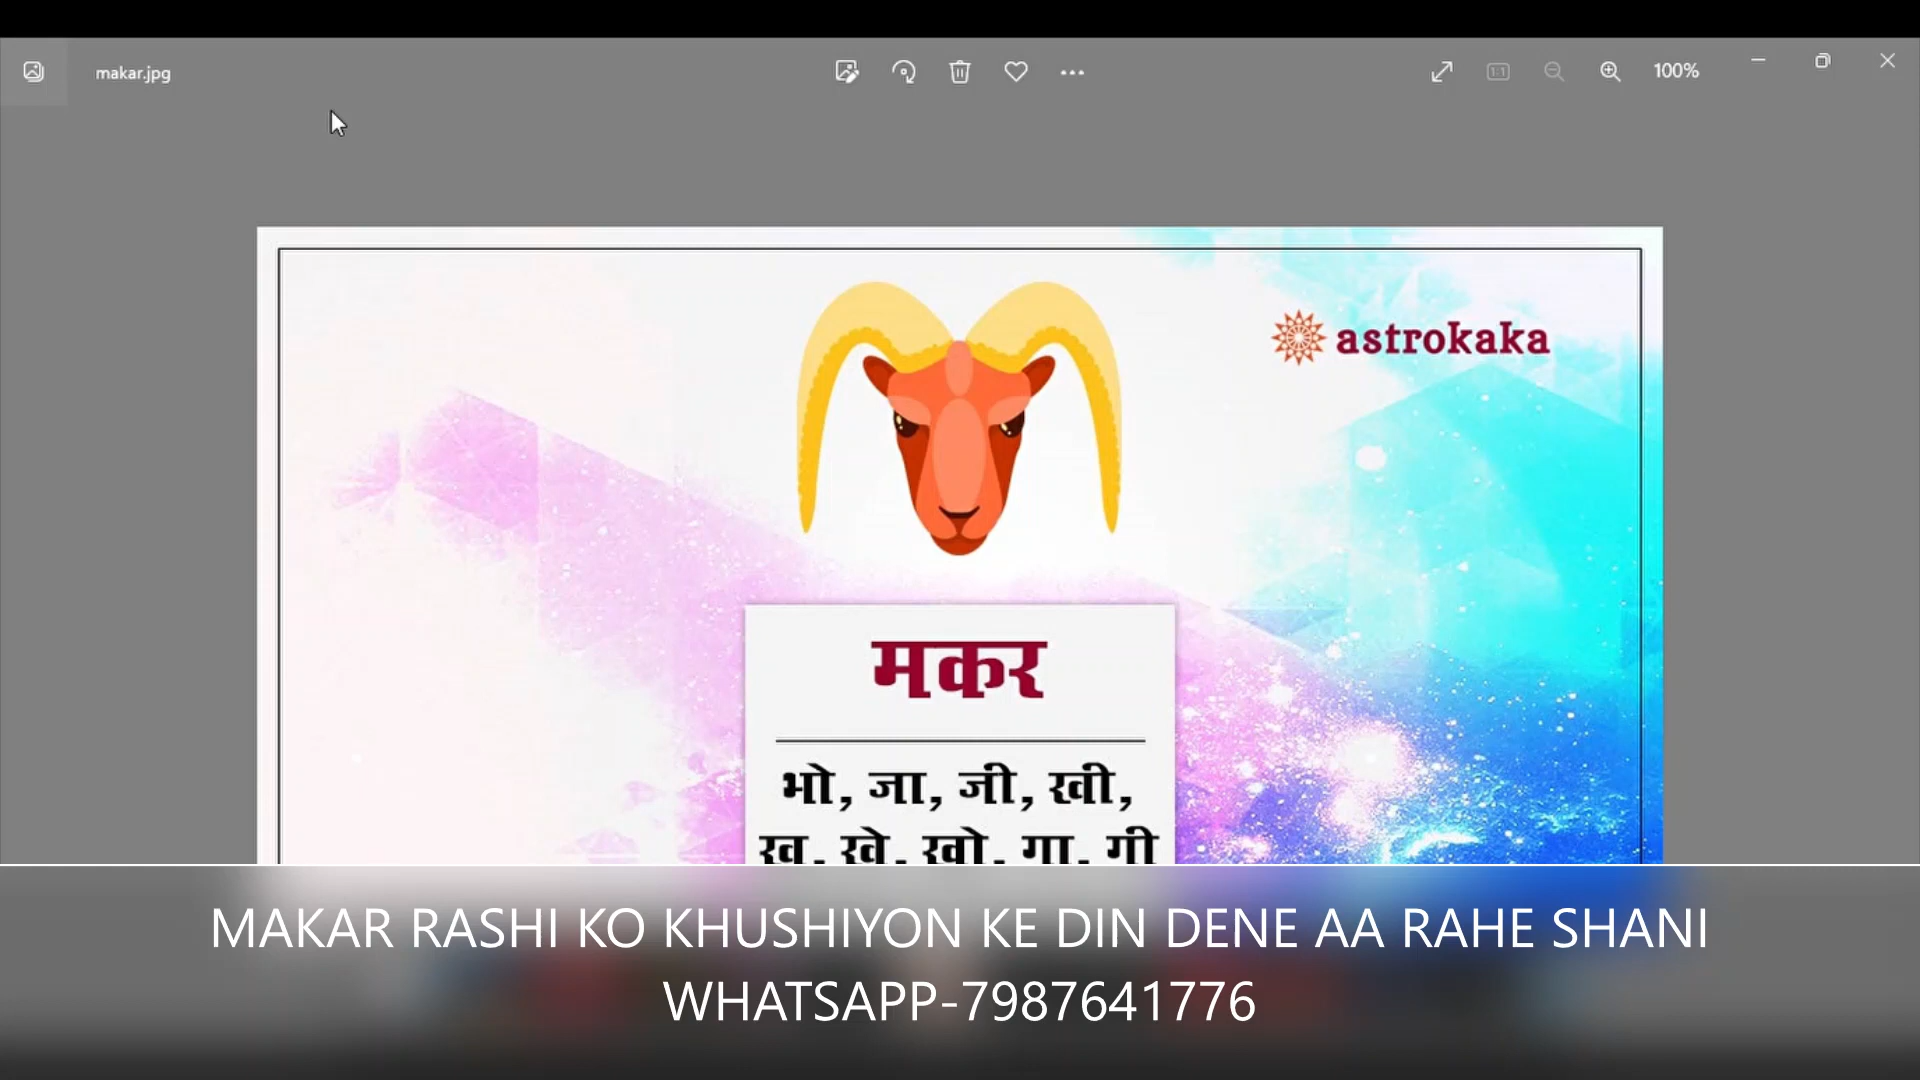 makar.jpg
100%
astrokaka
मकर
भो, जा, जी, खी,
खू, खे, खो, गा, गी
MAKAR RASHI KO KHUSHIYON KE DIN DENE AA RAHE SHANI
WHATSAPP-7987641776